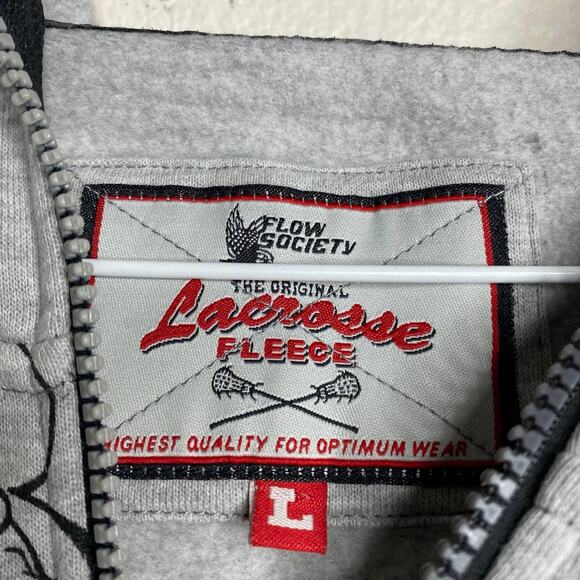 FLOW
SOCIETY
THE ORIGINAL
Lacrosse
FLEECE
HIGHEST QUALITY FOR OPTIMUM WEAR
L